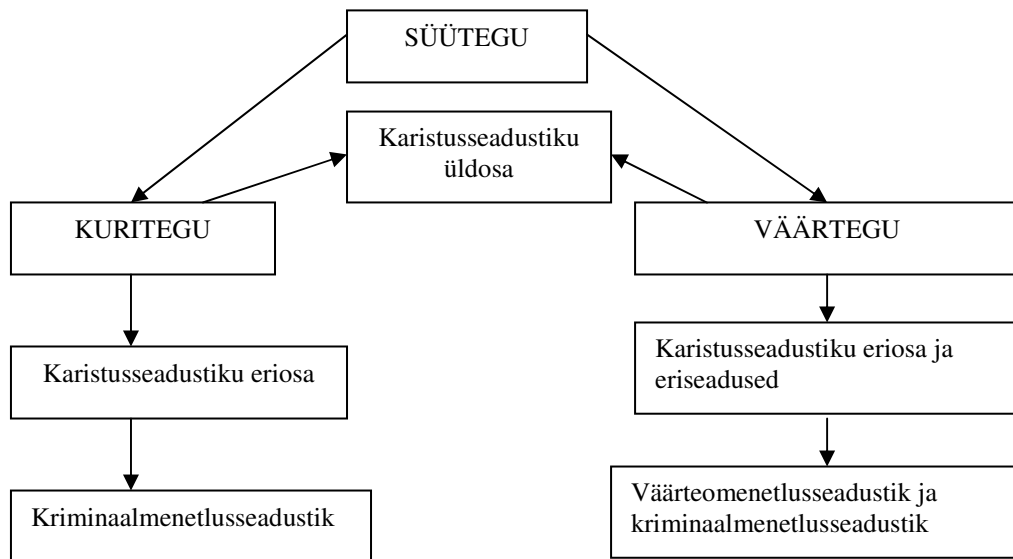 SÜÜTEGU
Karistusseadustiku
üldosa
KURITEGU
VÄÄRTEGU
Karistusseadustiku eriosa
Karistusseadustiku eriosa ja
eriseadused
Kriminaalmenetlusseadustik
Väärteomenetlusseadustik ja
kriminaalmenetlusseadustik